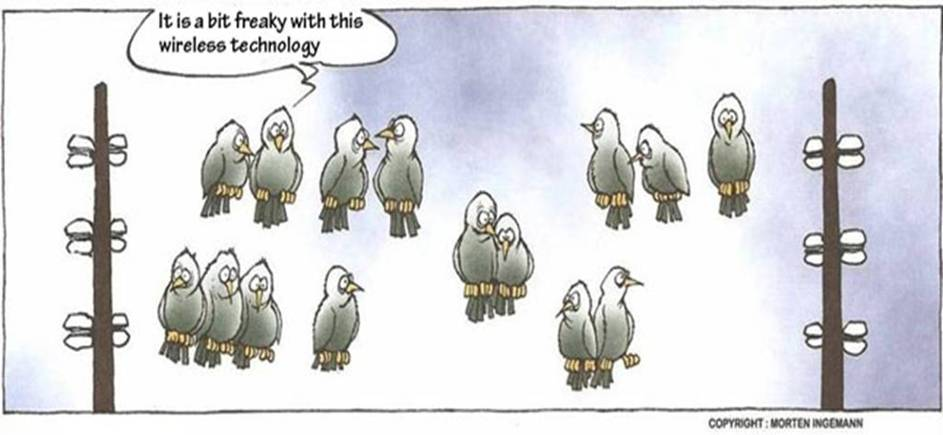 It is a bit freaky with this
wireless technology
COPYRIGHT : MORTEN INGEMANN